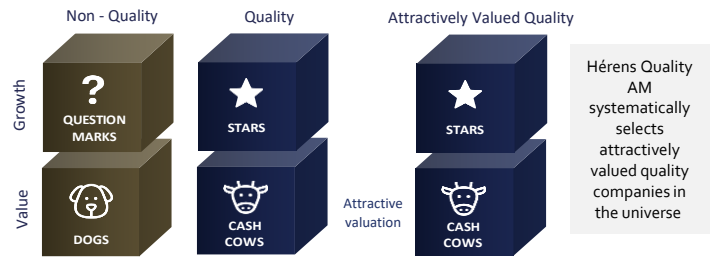 Non - Quality
Quality
Attractively Valued Quality
Growth
?
QUESTION
MARKS
STARS
STARS
Value
DOGS
CASH
COWS
Attractive
valuation
CASH
COWS
Hérens Quality
AM
systematically
selects
attractively
valued quality
companies in
the universe